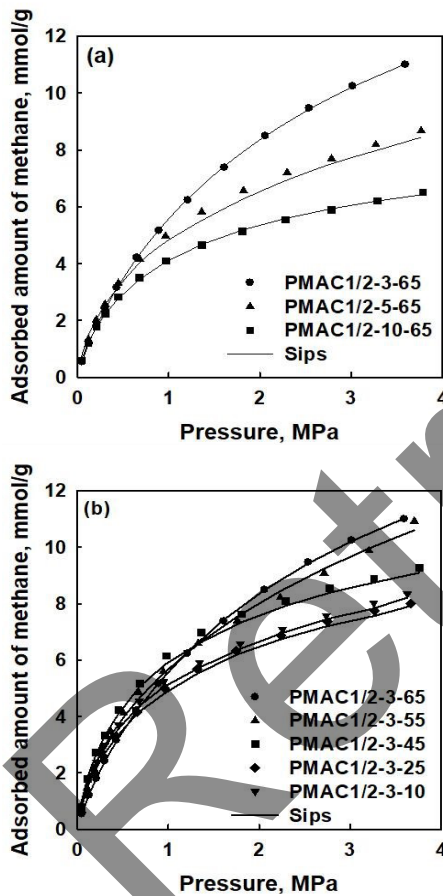 12
(a)
10
8
6
4
2
0
0 1 2 3 4
Adsorbed amount of methane, mmol/g
PMAC1/2-3-65
PMAC1/2-5-65
PMAC1/2-10-65
Sips
Pressure, MPa
12
(b)
10
8
6
4
2
0
0 1 2 3 4
Adsorbed amount of methane, mmol/g
PMAC1/2-3-65
PMAC1/2-3-55
PMAC1/2-3-45
PMAC1/2-3-25
PMAC1/2-3-10
Sips
Pressure, MPa
Retr